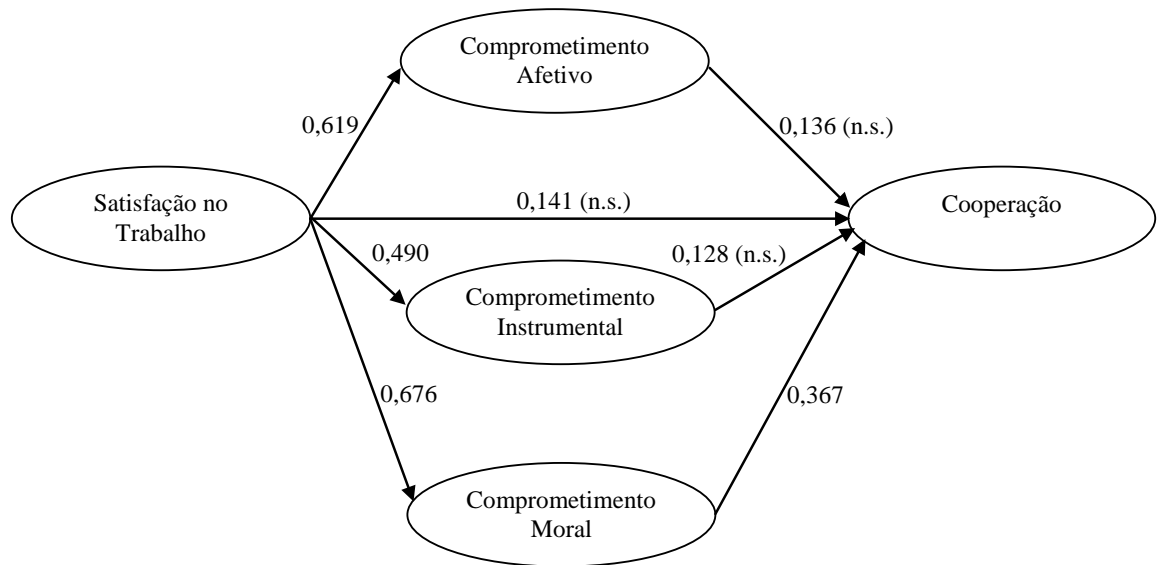 Comprometimento
Afetivo
0,619
0,136 (n.s.)
Satisfação no
Trabalho
0,141 (n.s.)
Cooperação
0,490
0,128 (n.s.)
Comprometimento
Instrumental
0,676
0,367
Comprometimento
Moral